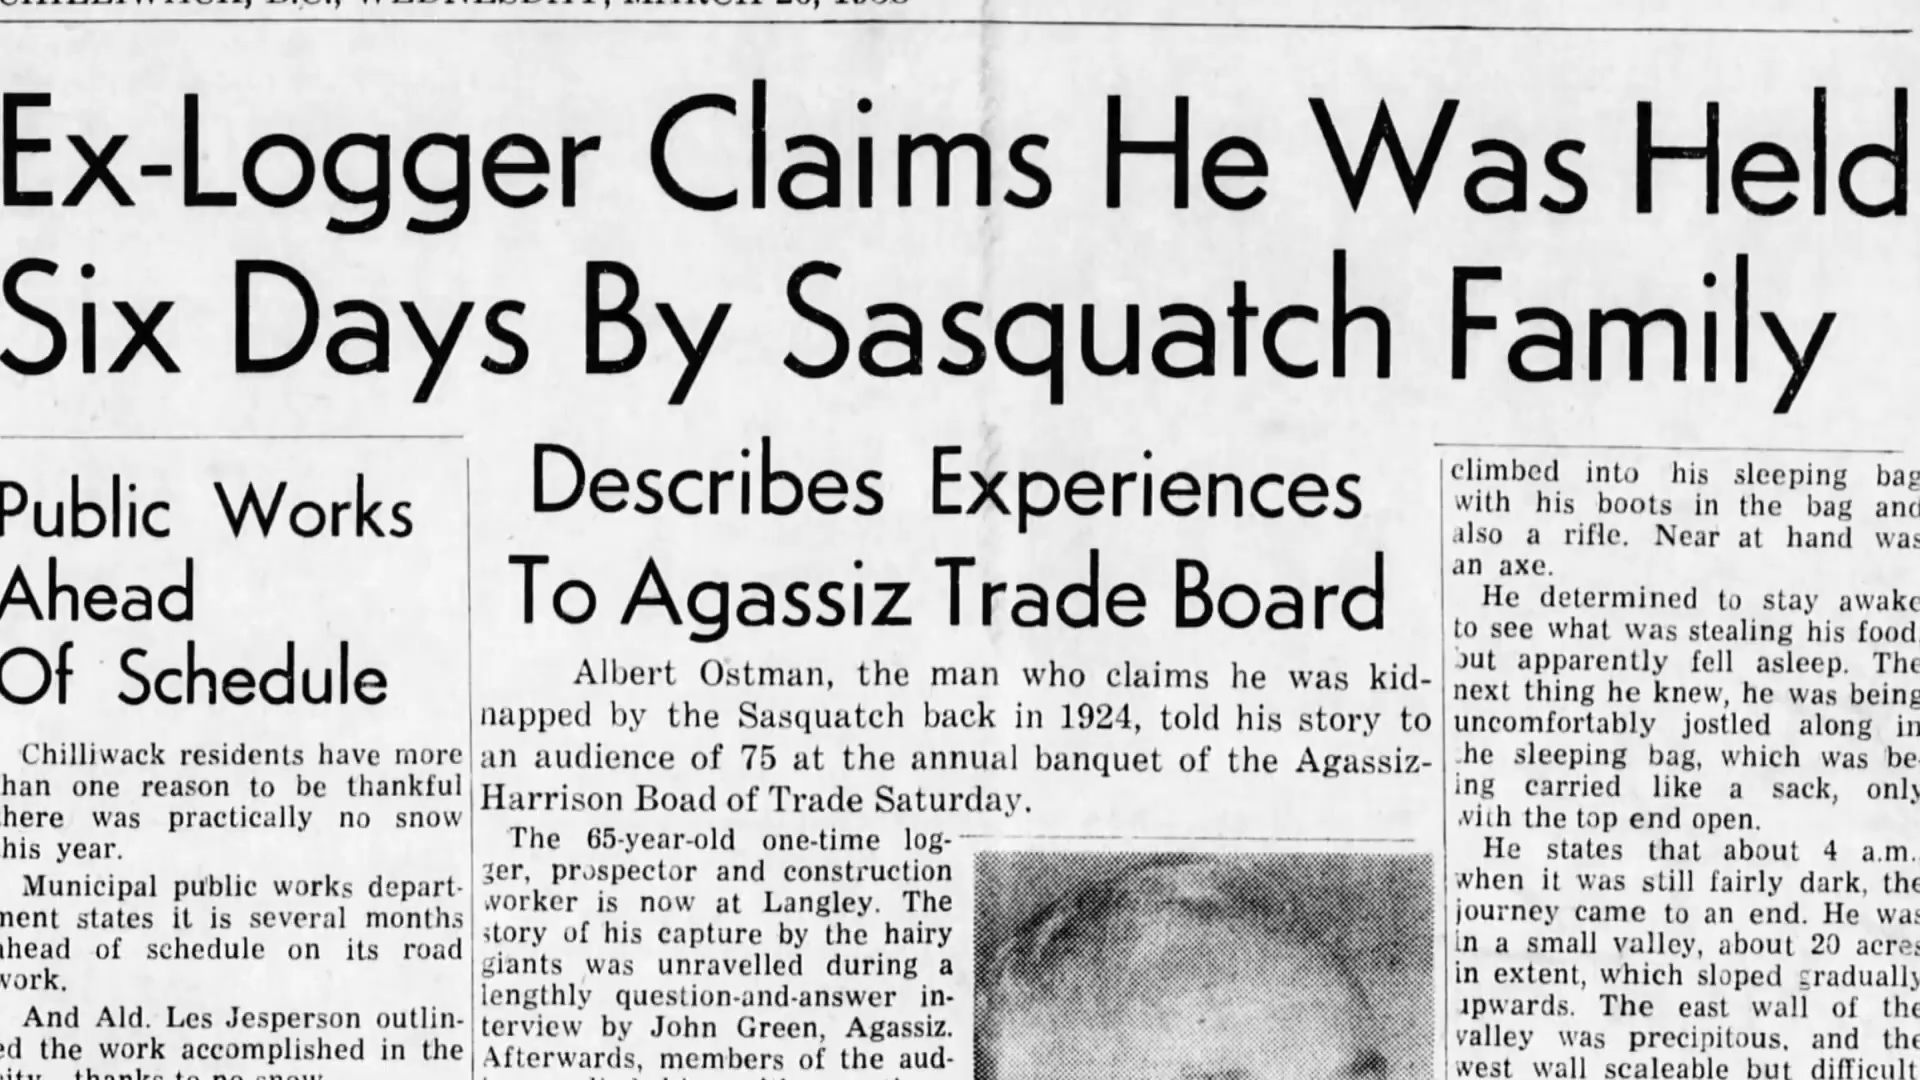 CHILLIWACK, B.C., WEDNESDAY, MARCH 20,
Ex-Logger Claims He Was Held
Six Days By Sasquatch Family
Public Works
Ahead
Of Schedule
Chilliwack residents have more
han one reason to be thankful
here was practically no snow
his year.
Municipal public works depart-
ment states it is several months
ahead of schedule on its road
work.
And Ald. Les Jesperson outlin-
ed the work accomplished in the
thanks to no snow
Describes Experiences
To Agassiz Trade Board
Albert Ostman, the man who claims he was kid-
napped by the Sasquatch back in 1924, told his story to
an audience of 75 at the annual banquet of the Agassiz-
Harrison Boad of Trade Saturday.
The 65-year-old one-time log-
ger, prospector and construction
worker is now at Langley. The
story of his capture by the hairy
giants was unravelled during a
lengthly question-and-answer in-
terview by John Green, Agassiz.
Afterwards, members of the aud-
climbed into his sleeping bag
with his boots in the bag and
also a rifle. Near at hand was
an axe.
He determined to stay awake
to see what was stealing his food
but apparently fell asleep. The
next thing he knew, he was being
uncomfortably jostled along in
he sleeping bag, which was be-
ing carried like a sack, only
with the top end open.
He states that about 4 a.m.
when it was still fairly dark, the
journey came to an end. He was
in a small valley, about 20 acres
in extent, which sloped gradually
upwards. The east wall of the
valley was precipitous, and the
west wall scaleable but difficult